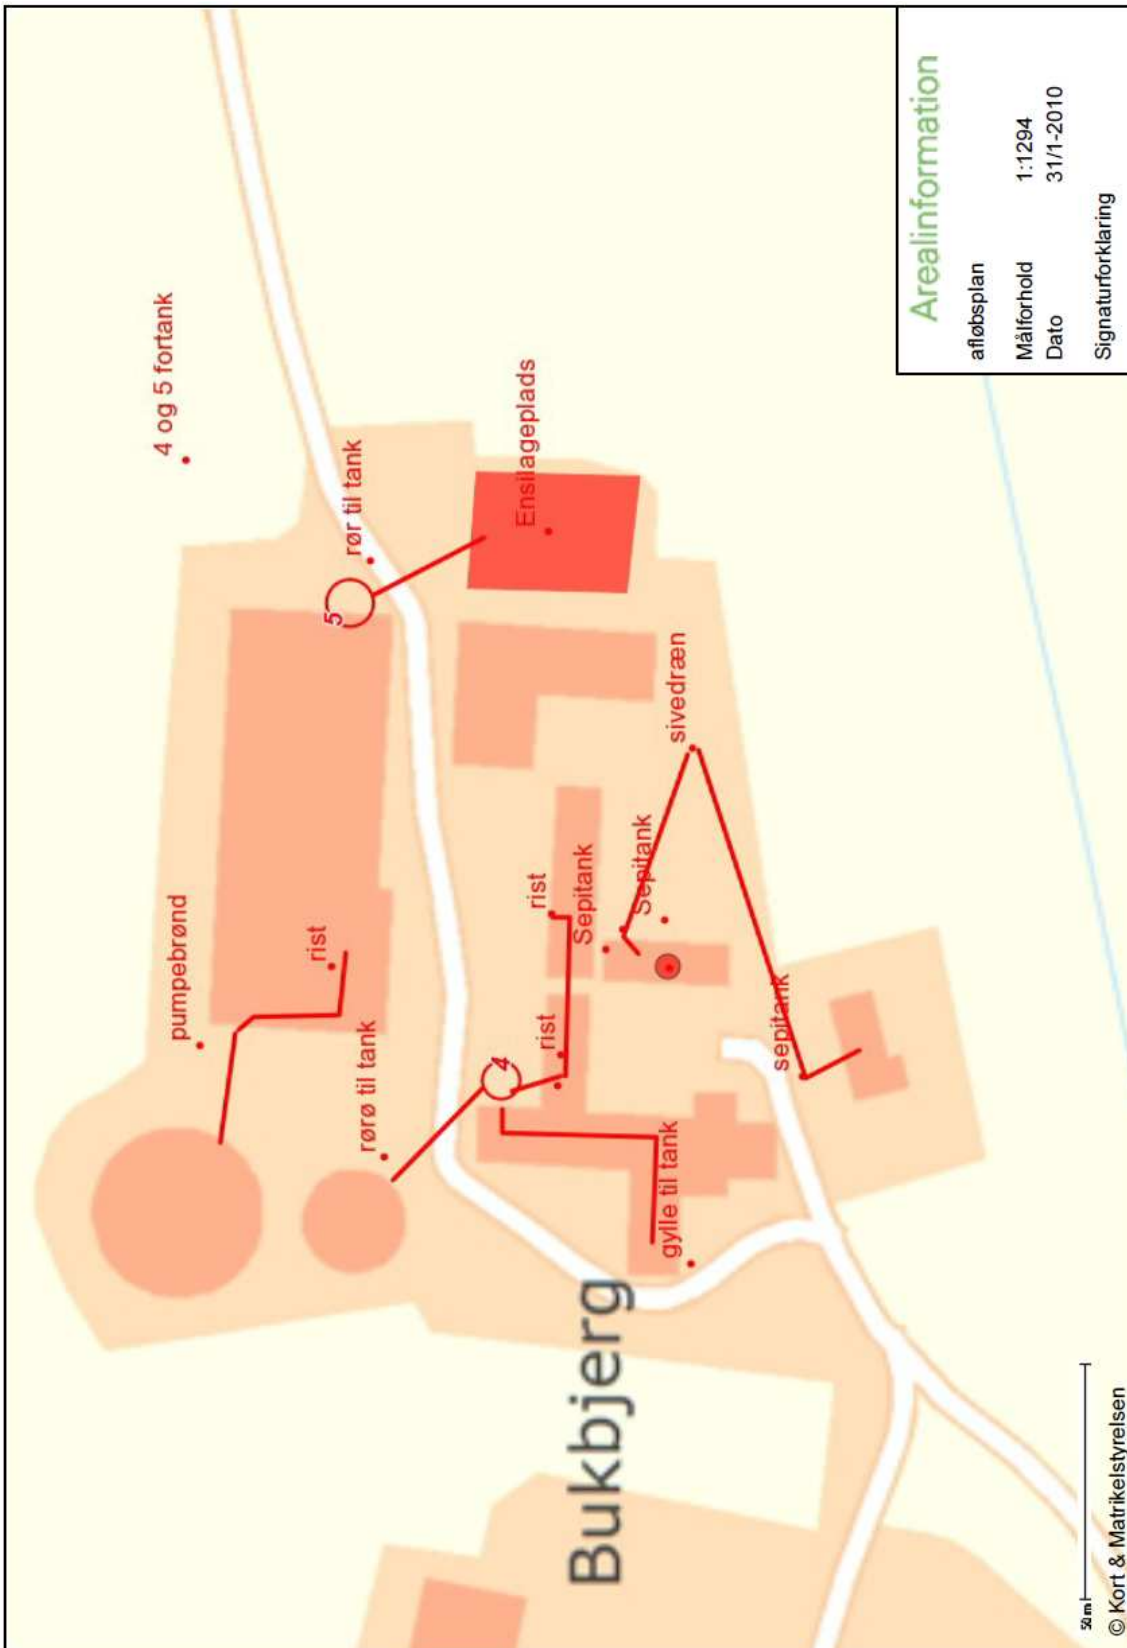 4 og 5 fortank
pumpebrønd
rør til tank
5
rist
rørø til tank
Ensilageplads
4
rist
rist
Sepitank
Sepitank
sivedræn
gylle til tank
sepitank
Bukbjerg
Arealinformation
afløbsplan
Målforhold 1:1294
Dato 31/1-2010
Signaturforklaring
50 m
© Kort & Matrikelstyrelsen